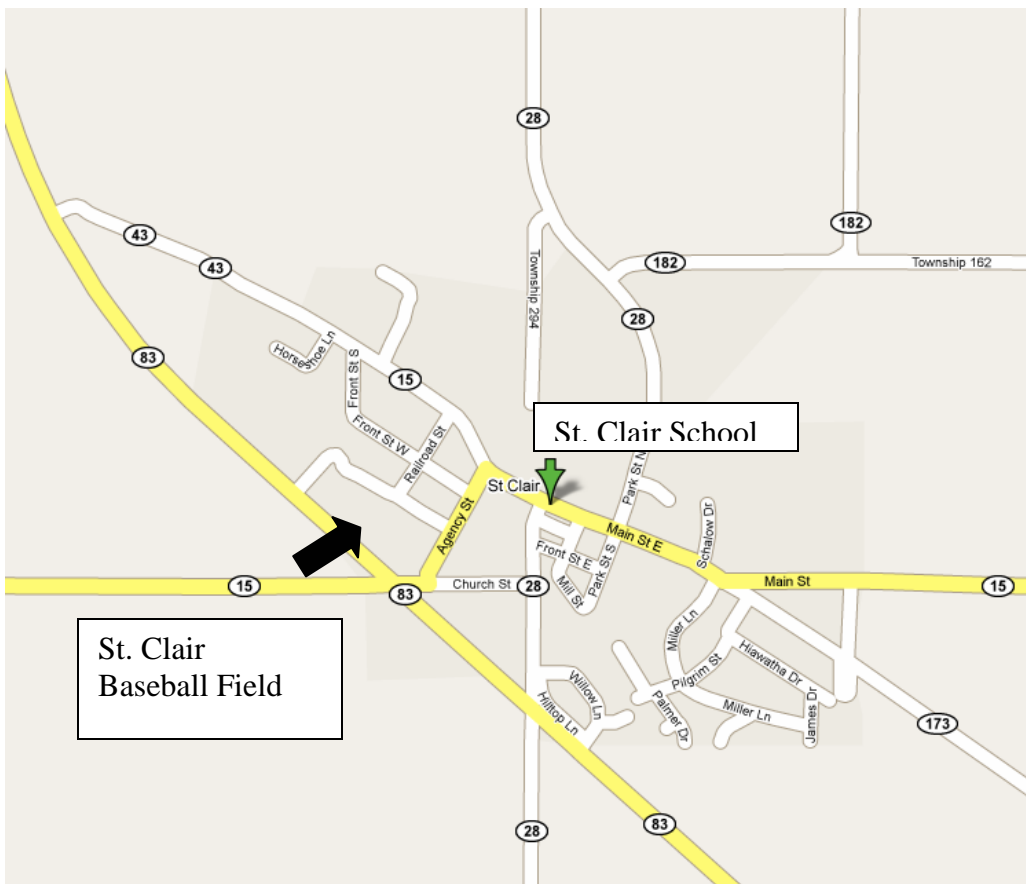 28
182
182
Township 162
43
43
Township 294
28
83
Horseshoe Ln
Front St S
15
St. Clair School
Front St W
Railroad St
Park St N
St Clair
Agency St
Main St E
Schalow Dr
Front St E
Park St S
Mill St
15
83
Church St
28
Main St
15
St. Clair
Baseball Field
Miller Ln
Hiawatha Dr
Pilgrim St
Willow Ln
Hilltop Ln
Palmer Dr
Miller Ln
James Dr
173
28
83